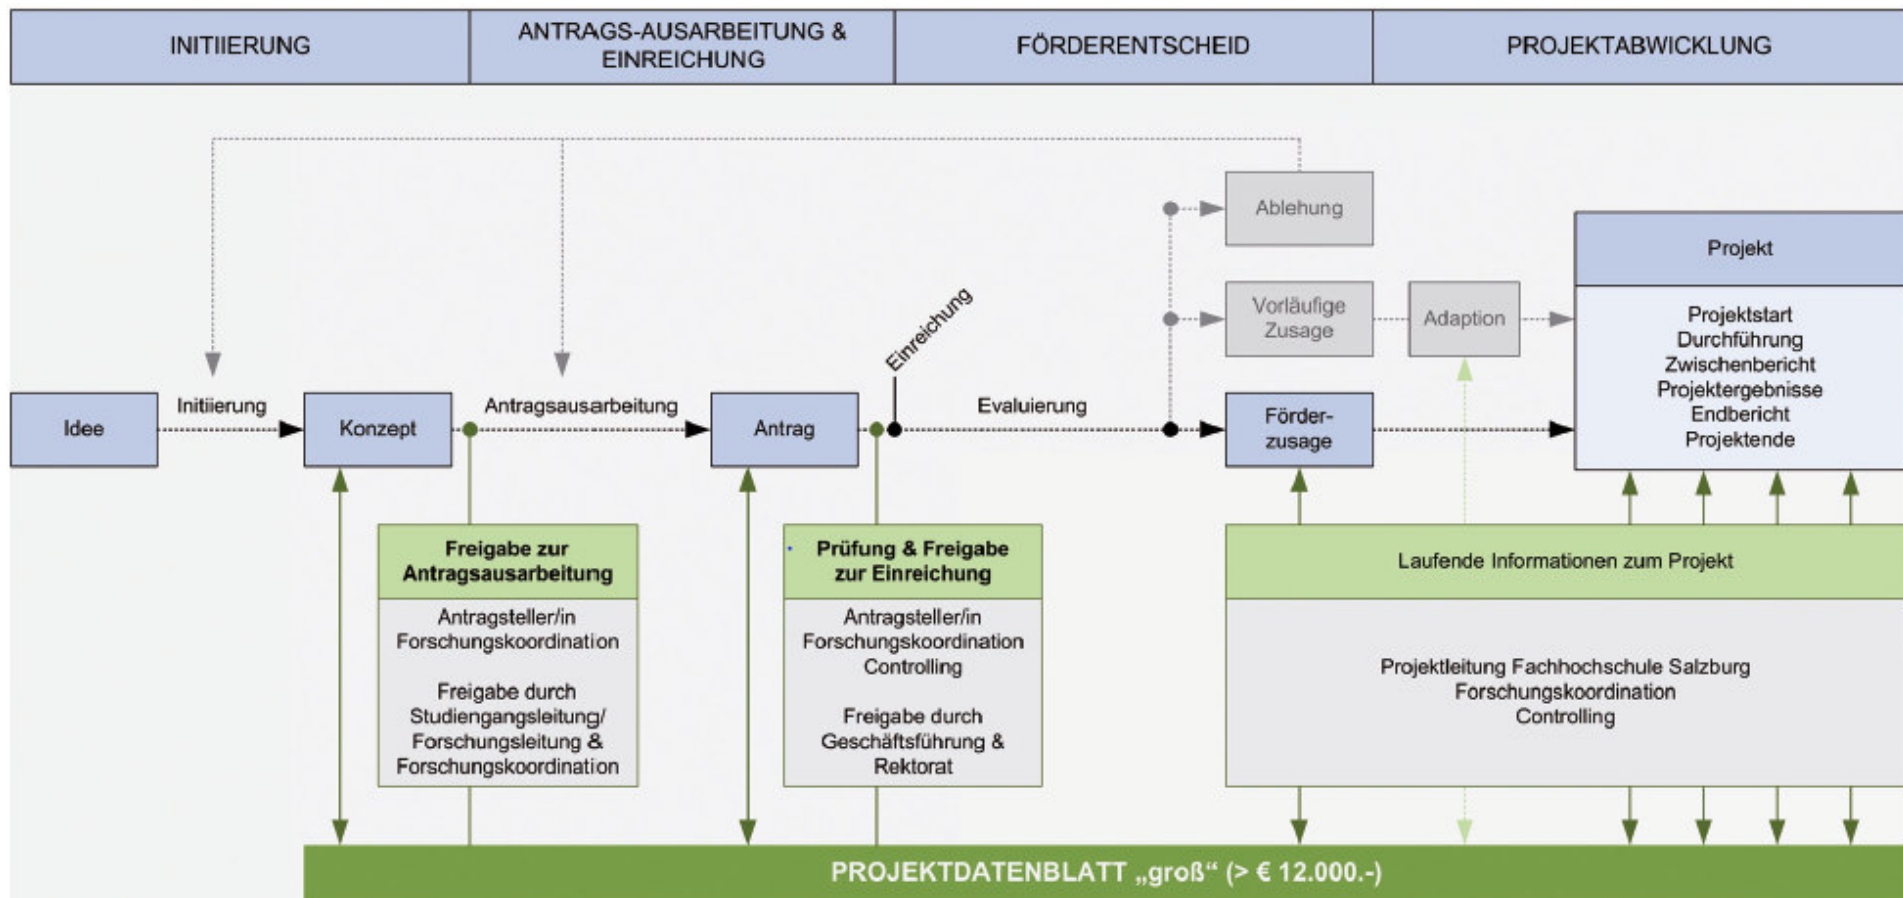 INITIIERUNG
ANTRAGS-AUSARBEITUNG &
EINREICHUNG
FÖRDERENTSCHEID
PROJEKTABWICKLUNG
Ablehung
Projekt
Vorläufige
Zusage
Adaption
Projektstart
Durchführung
Zwischenbericht
Projektergebnisse
Endbericht
Projektende
Einreichung
Idee
Initiierung
Konzept
Antragsausarbeitung
Antrag
Evaluierung
Förder-
zusage
Freigabe zur
Antragsausarbeitung
Antragsteller/in
Forschungskoordination
Freigabe durch
Studiengangsleitung/
Forschungsleitung &
Forschungskoordination
Prüfung & Freigabe
zur Einreichung
Antragsteller/in
Forschungskoordination
Controlling
Freigabe durch
Geschäftsführung &
Rektorat
Laufende Informationen zum Projekt
Projektleitung Fachhochschule Salzburg
Forschungskoordination
Controlling
PROJEKTDATENBLATT „groß“ (> € 12.000.-)